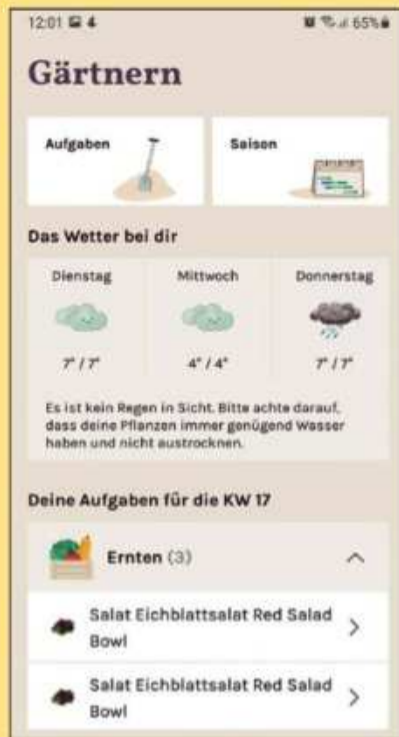 12:01 4 65%
Gärtnern
Aufgaben Saison
Das Wetter bei dir
Dienstag Mittwoch Donnerstag
7° / 7° 4° / 4° 7° / 7°
Es ist kein Regen in Sicht. Bitte achte darauf,
dass deine Pflanzen immer genügend Wasser
haben und nicht austrocknen.
Deine Aufgaben für die KW 17
Ernten (3)
Salat Eichblattsalat Red Salad
Bowl
Salat Eichblattsalat Red Salad
Bowl